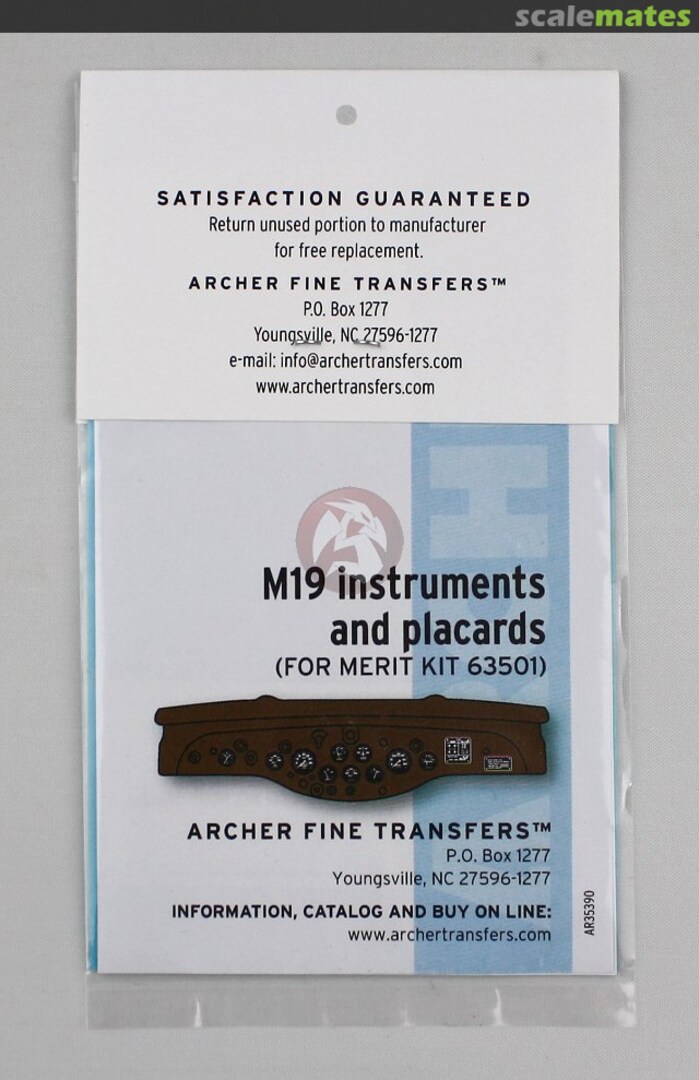 scalemates
SATISFACTION GUARANTEED
Return unused portion to manufacturer
for free replacement.
ARCHER FINE TRANSFERS™
P.O. Box 1277
Youngsville, NC 27596-1277
e-mail: info@archertransfers.com
www.archertransfers.com
M19 instruments
and placards
(FOR MERIT KIT 63501)
ARCHER FINE TRANSFERS™
P.O. Box 1277
Youngsville, NC 27596-1277
INFORMATION, CATALOG AND BUY ON LINE:
www.archertransfers.com
AR35390